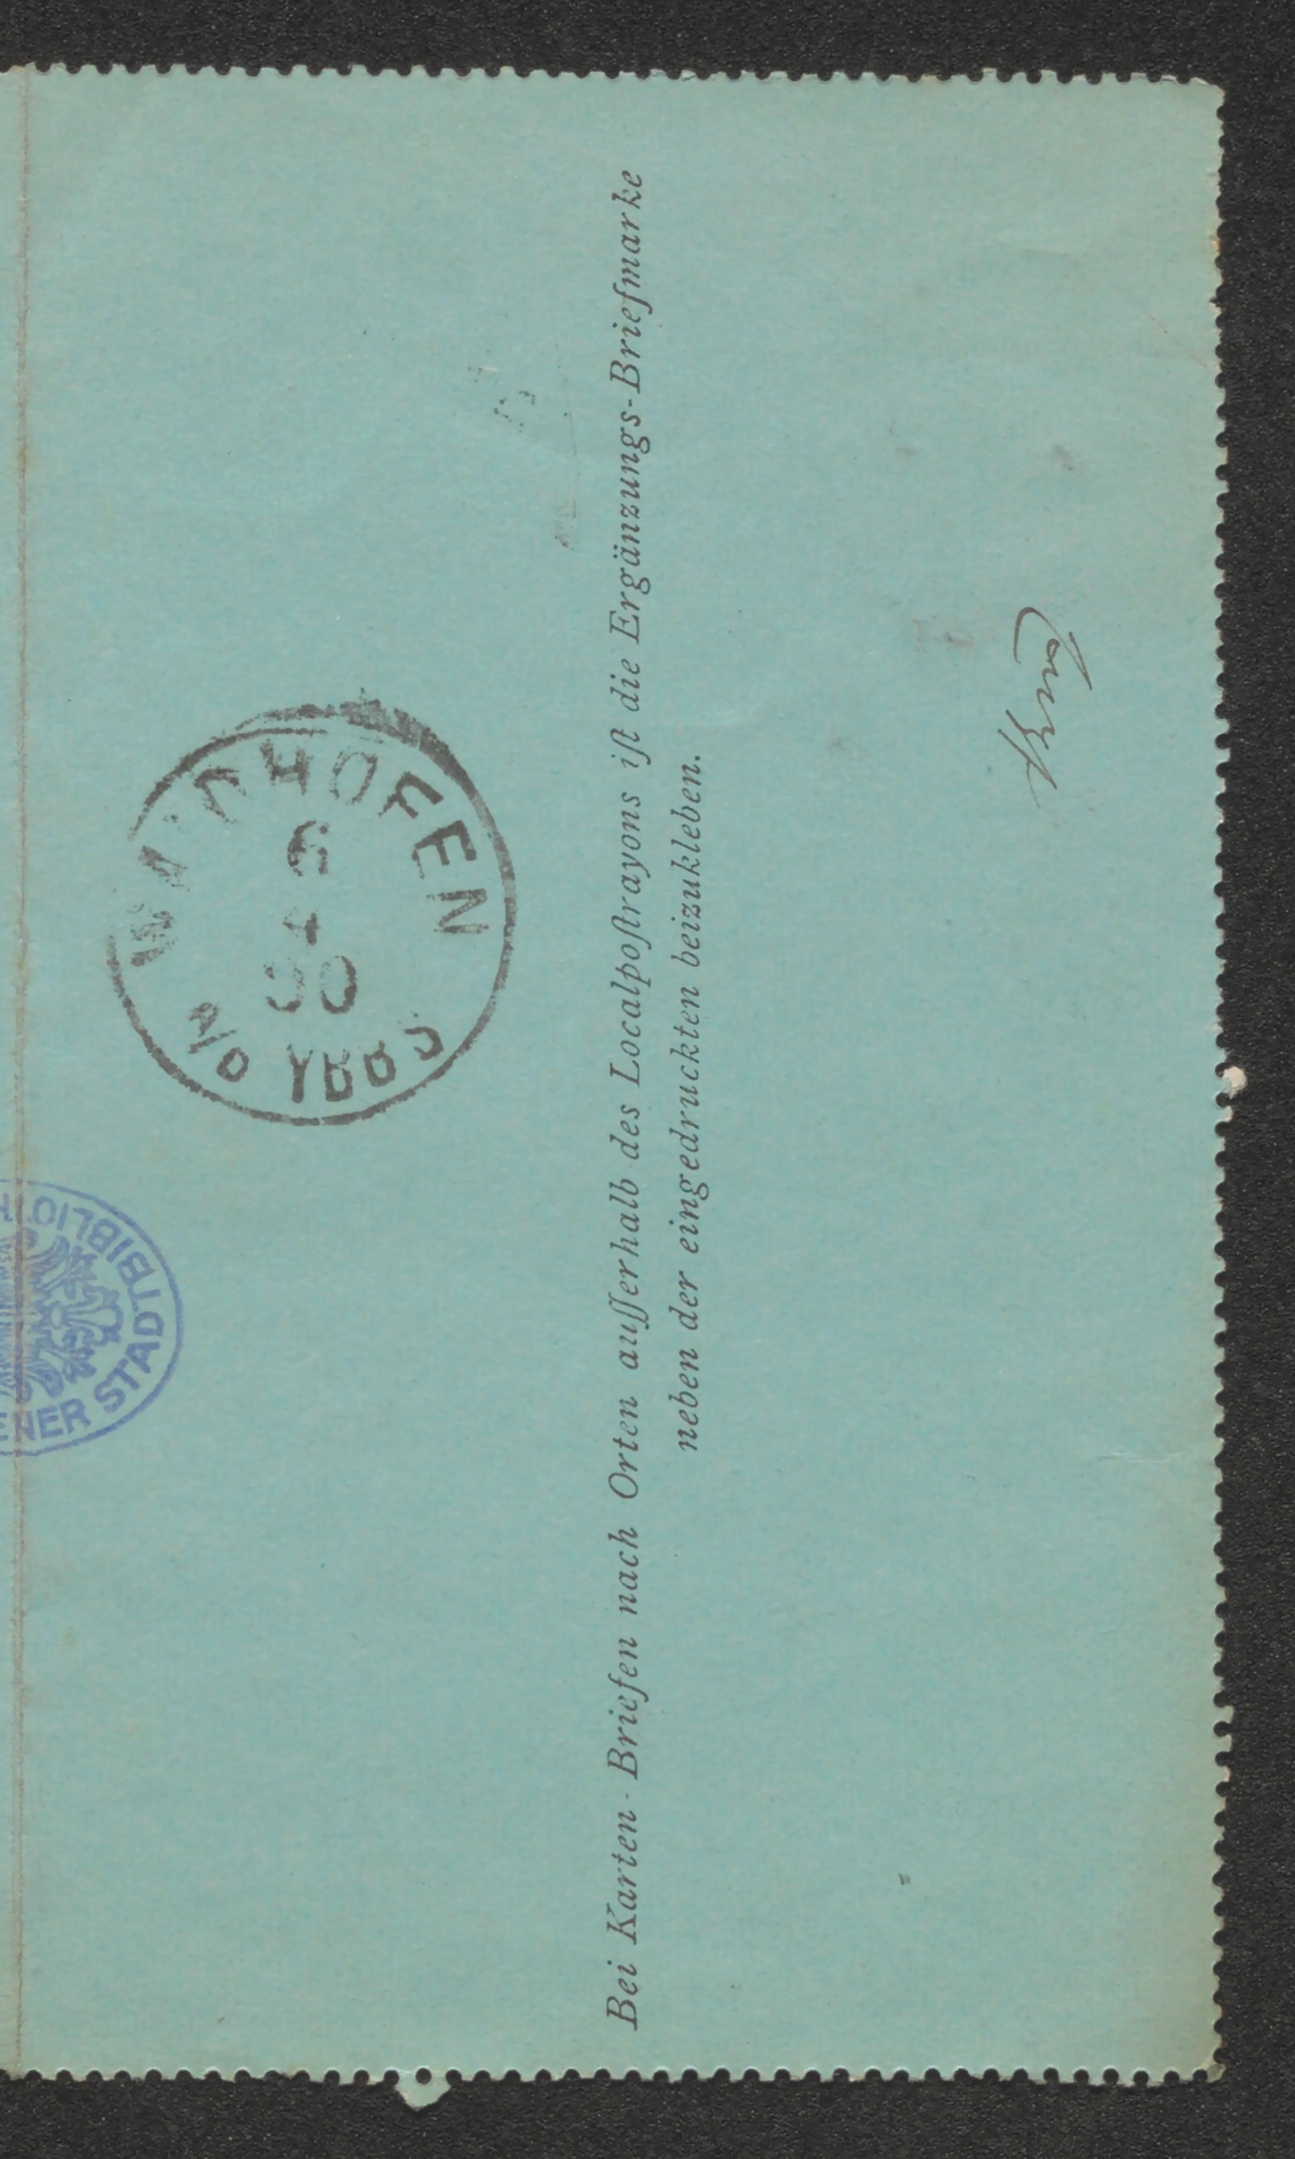 WAIDHOFEN
6
4
90
A/D YBBS
ENER STADTBIBLIOTH
Bei Karten-Briefen nach Orten auſſerhalb des Localpoſtrayons iſt die Ergänzungs-Briefmarke
neben der eingedruckten beizukleben.